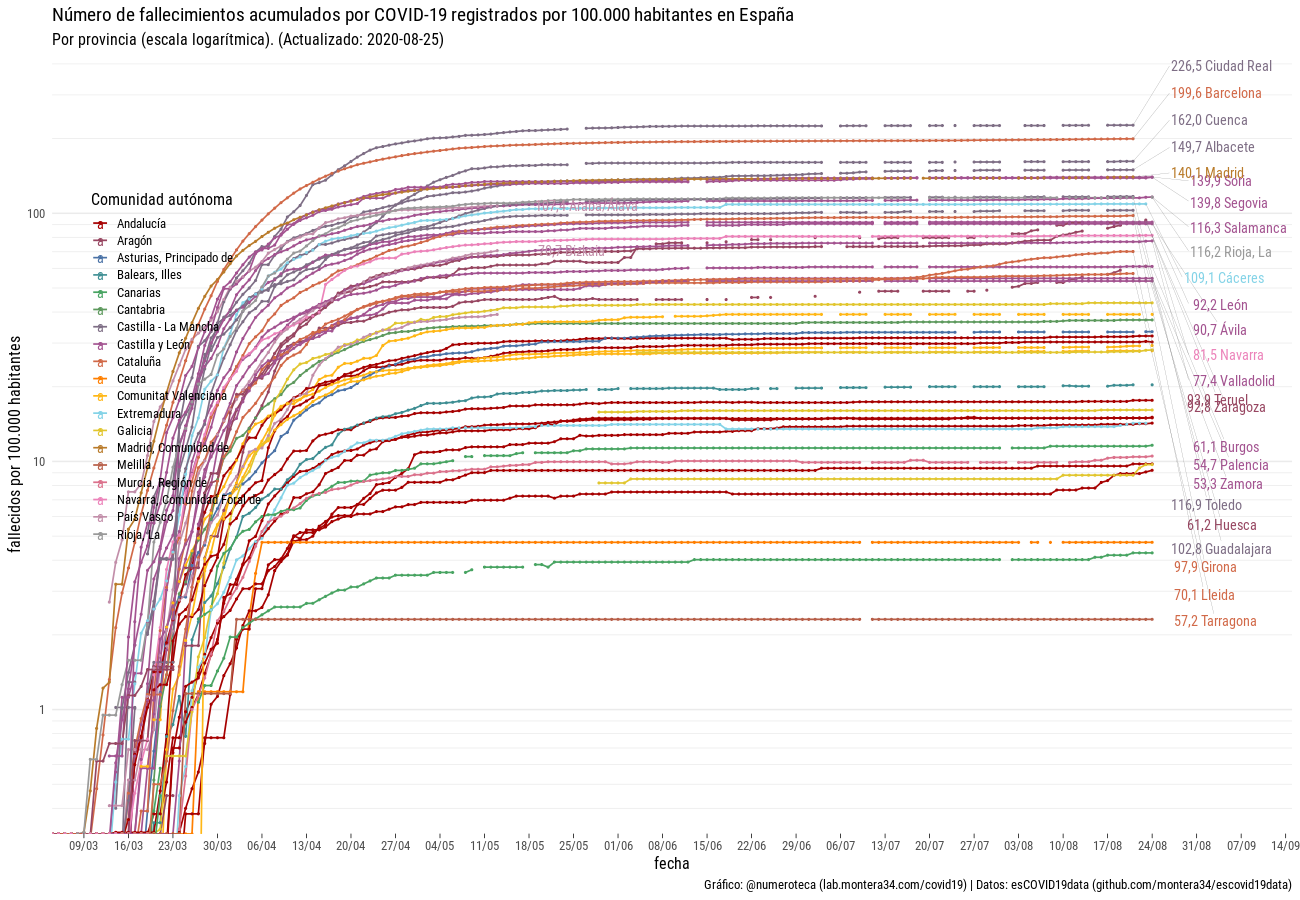 Número de fallecimientos acumulados por COVID-19 registrados por 100.000 habitantes en España
Por provincia (escala logarítmica). (Actualizado: 2020-08-25)
fallecidos por 100.000 habitantes
100
10
1
Comunidad autónoma
Andalucía
Aragón
Asturias, Principado de
Balears, Illes
Canarias
Cantabria
Castilla - La Mancha
Castilla y León
Cataluña
Ceuta
Comunitat Valenciana
Extremadura
Galicia
Madrid, Comunidad de
Melilla
Murcia, Región de
Navarra, Comunidad Foral de
País Vasco
Rioja, La
226,5 Ciudad Real
199,6 Barcelona
162,0 Cuenca
149,7 Albacete
140,1 Madrid
139,9 Soria
139,8 Segovia
116,3 Salamanca
116,2 Rioja, La
109,1 Cáceres
92,2 León
90,7 Ávila
81,5 Navarra
77,4 Valladolid
93,9 Teruel
92,8 Zaragoza
61,1 Burgos
54,7 Palencia
53,3 Zamora
116,9 Toledo
61,2 Huesca
102,8 Guadalajara
97,9 Girona
70,1 Lleida
57,2 Tarragona
09/03 16/03 23/03 30/03 06/04 13/04 20/04 27/04 04/05 11/05 18/05 25/05 01/06 08/06 15/06 22/06 29/06 06/07 13/07 20/07 27/07 03/08 10/08 17/08 24/08 31/08 07/09 14/09
fecha
Gráfico: @numeroteca (lab.montera34.com/covid19) | Datos: esCOVID19data (github.com/montera34/escovid19data)